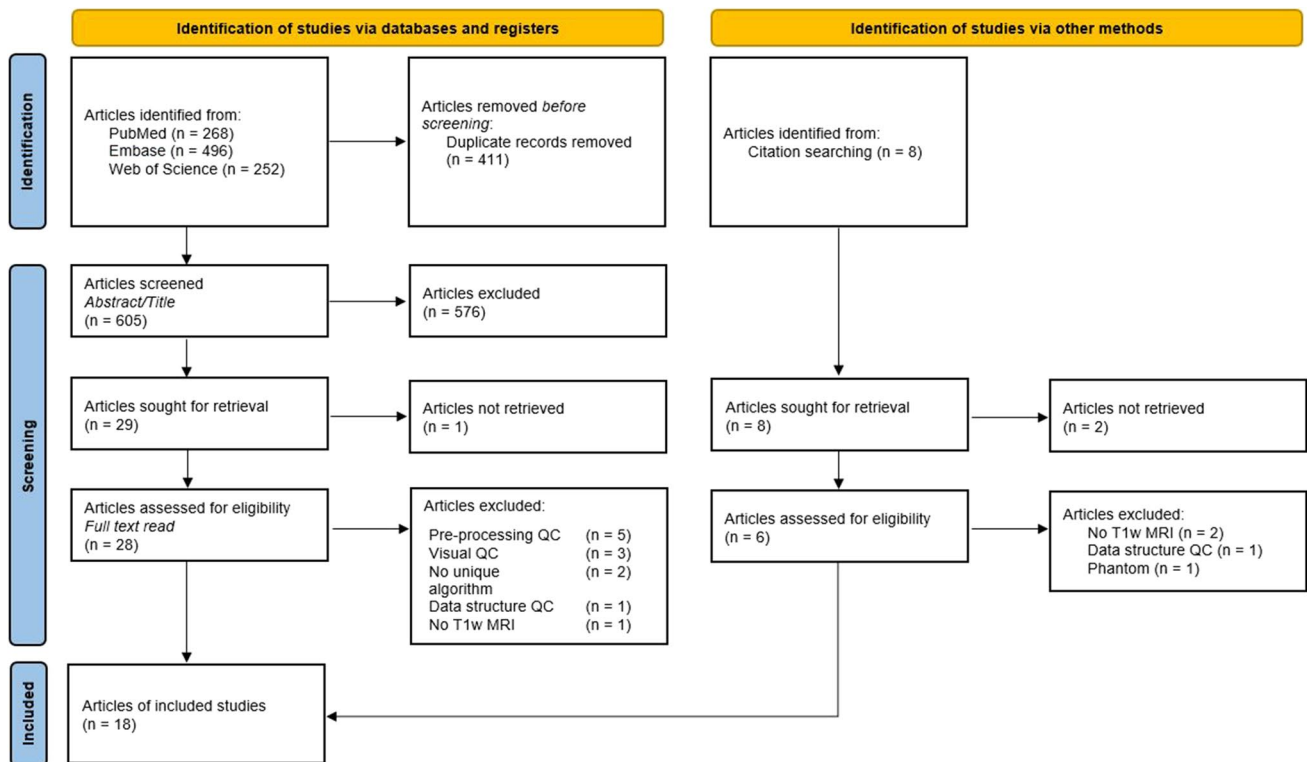 Identification of studies via databases and registers
Identification of studies via other methods
Identification
Articles identified from:
PubMed (n = 268)
Embase (n = 496)
Web of Science (n = 252)
Articles removed before
screening:
Duplicate records removed
(n = 411)
Articles identified from:
Citation searching (n = 8)
Screening
Articles screened
Abstract/Title
(n = 605)
Articles excluded
(n = 576)
Articles sought for retrieval
(n = 29)
Articles not retrieved
(n = 1)
Articles sought for retrieval
(n = 8)
Articles not retrieved
(n = 2)
Articles assessed for eligibility
Full text read
(n = 28)
Articles excluded:
Pre-processing QC (n = 5)
Visual QC (n = 3)
No unique (n = 2)
algorithm
Data structure QC (n = 1)
No T1w MRI (n = 1)
Articles assessed for eligibility
(n = 6)
Articles excluded:
No T1w MRI (n = 2)
Data structure QC (n = 1)
Phantom (n = 1)
Included
Articles of included studies
(n = 18)